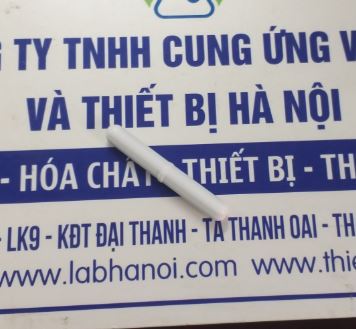 TY TNHH CUNG ỨNG
VÀ THIẾT BỊ HÀ NỘI
- HÓA CHẤT - THIẾT BỊ - TH
- LK9 - KĐT ĐẠI THANH - TẢ THANH OAI - TH
www.labhanoi.com www.thie